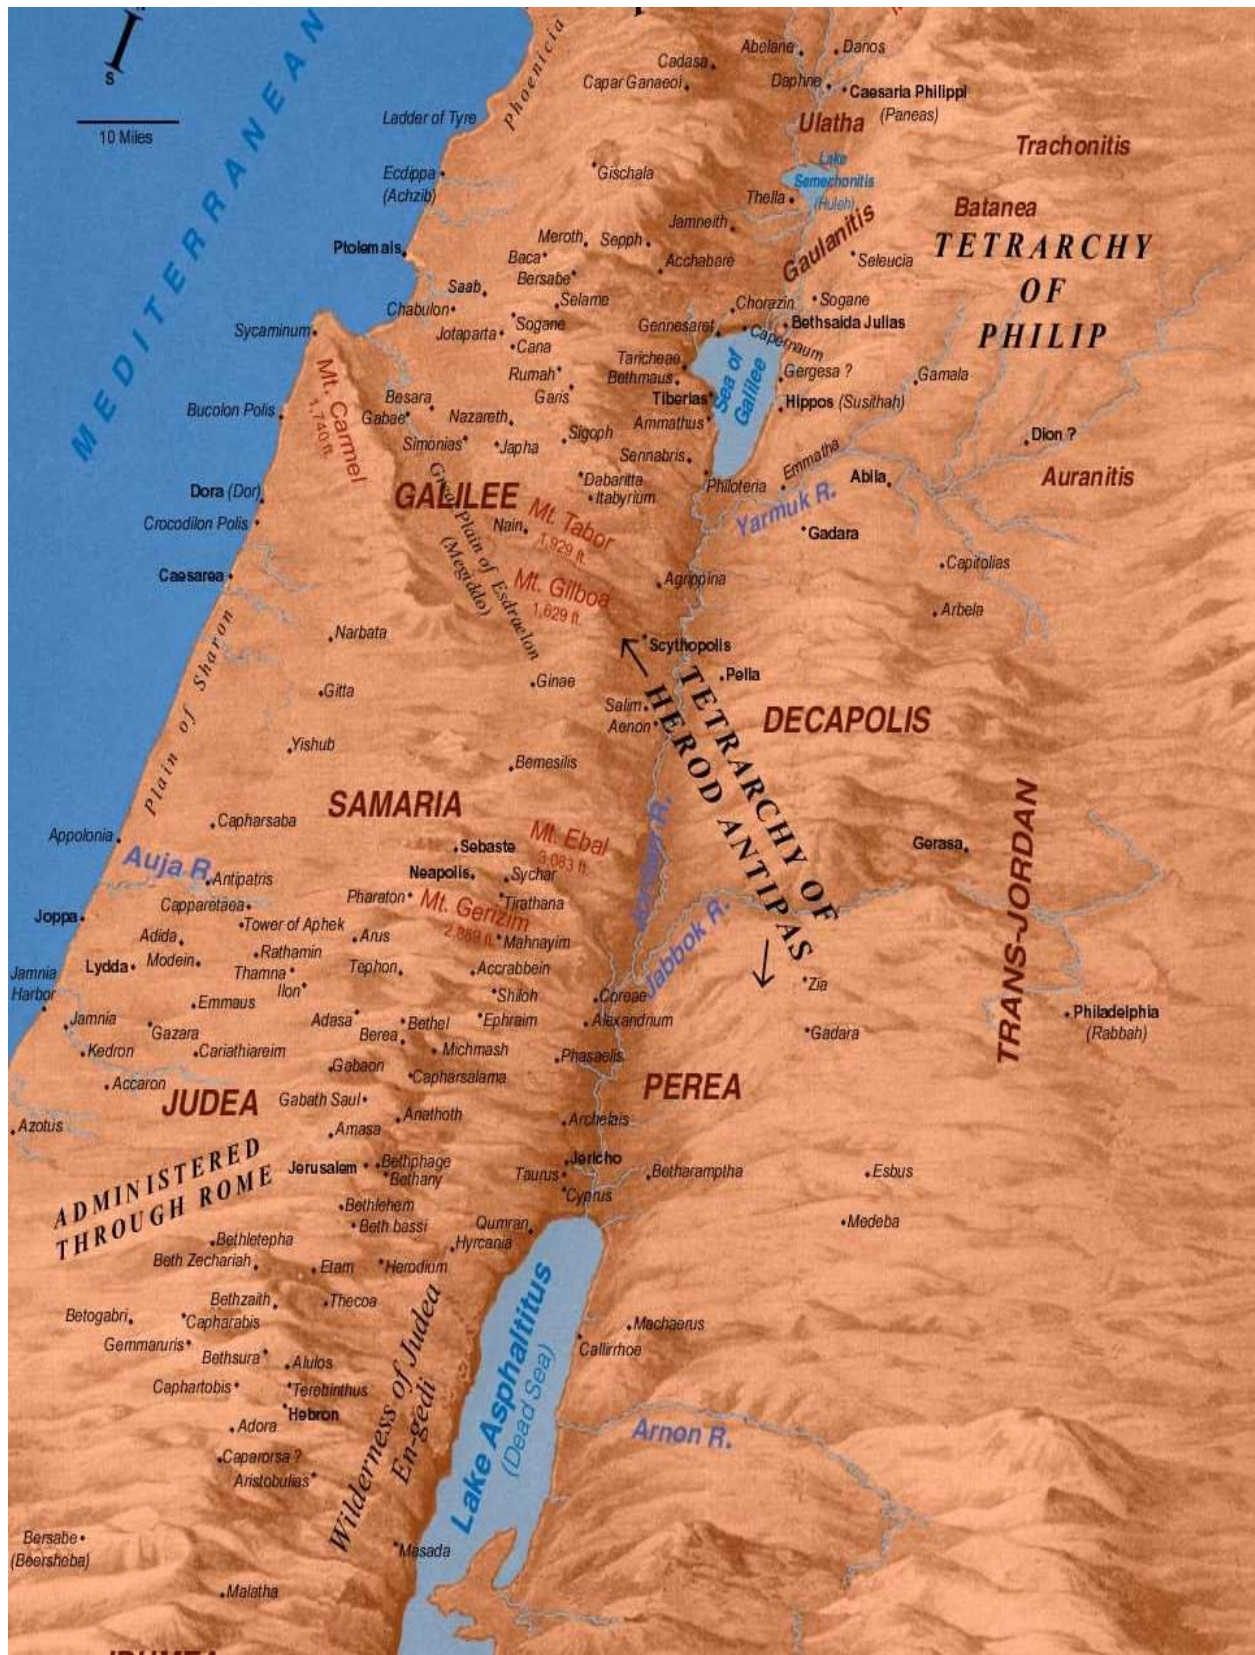 S
10 Miles
MEDITERRANEAN
Phoenicia
Abelane
Danos
Cadasa
Capar Ganaeoi
Daphne
Caesaria Philippi
(Paneas)
Ladder of Tyre
Ulatha
Trachonitis
Ecdippa
(Achzib)
Gischala
Lake
Semechonitis
(Huleh)
Thella
Batanea
Jamneith
Gaulanitis
TETRARCHY
OF
PHILIP
Ptolemais
Meroth
Sepph
Baca
Bersabe
Acchabare
Seleucia
Saab
Selame
Chabulon
Chorazin
Sogane
Sycaminum
Jotaparta
Sogane
Gennesaret
Capernaum
Bethsaida Julias
Cana
Taricheae
Sea of
Galilee
Gergesa ?
Gamala
Mt. Carmel
1,740 ft.
Rumah
Bethmaus
Garis
Tiberias
Hippos (Susithah)
Besara
Bucolon Polis
Gabae
Nazareth
Ammathus
Sigoph
Simonias
Japha
Dion ?
Sennabris
Emmatha
Abila
Auranitis
Dabaritta
Itabyrium
Philoteria
Dora (Dor)
GALILEE
Great Plain of Esdraelon
(Megiddo)
Yarmuk R.
Crocodilon Polis
Nain
Mt. Tabor
1,929 ft.
Gadara
Caesarea
Mt. Gilboa
1,629 ft.
Agrippina
Capitolias
Arbela
Plain of Sharon
Narbata
Scythopolis
Pella
Gitta
Ginae
Salim
Aenon
TETRARCHY OF
HEROD ANTIPAS
DECAPOLIS
Yishub
Bemesilis
SAMARIA
Capharsaba
Appolonia
Mt. Ebal
3,083 ft.
Jordan R.
TRANS-JORDAN
Gerasa
Sebaste
Auja R.
Antipatris
Neapolis
Sychar
Pharaton
Mt. Gerizim
2,889 ft.
Tirathana
Capparetaea
Joppa
Tower of Aphek
Adida
Arus
Mahnayim
Jabbok R.
Rathamin
Lydda
Modein
Thamna
Tephon
Accrabbein
Jamnia
Harbor
Ilon
Shiloh
Coreae
Zia
Emmaus
Philadelphia
(Rabbah)
Jamnia
Gazara
Adasa
Bethel
Ephraim
Alexandrium
Gadara
Berea
Kedron
Cariathiareim
Michmash
Phasaelis
Gabaon
Capharsalama
Accaron
JUDEA
PEREA
Gabath Saul
Anathoth
Archelais
Azotus
Amasa
ADMINISTERED
THROUGH ROME
Jerusalem
Bethphage
Bethany
Jericho
Taurus
Betharamptha
Esbus
Cyprus
Bethlehem
Beth bassi
Qumran
Medeba
Hyrcania
Bethletepha
Beth Zechariah
Etam
Herodium
Bethzaith
Thecoa
Betogabri
Capharabis
Machaerus
Callirrhoe
Gemmaruris
Bethsura
Alulos
Wilderness of Judea
En-gedi
Lake Asphaltitus
(Dead Sea)
Caphartobis
Terebinthus
Hebron
Adora
Arnon R.
Caparorsa ?
Aristobulias
Bersabe
(Beersheba)
Masada
Malatha